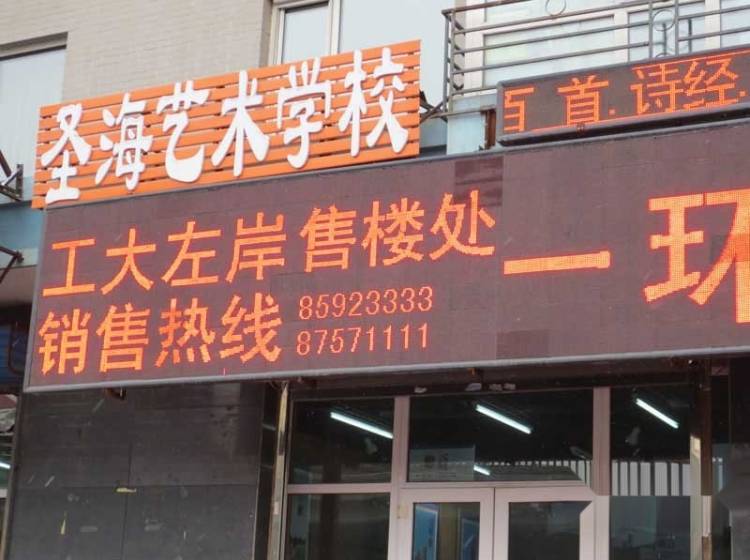 圣海艺术学校
百首.诗经
工大左岸售楼处
销售热线 85923333
87571111
一环